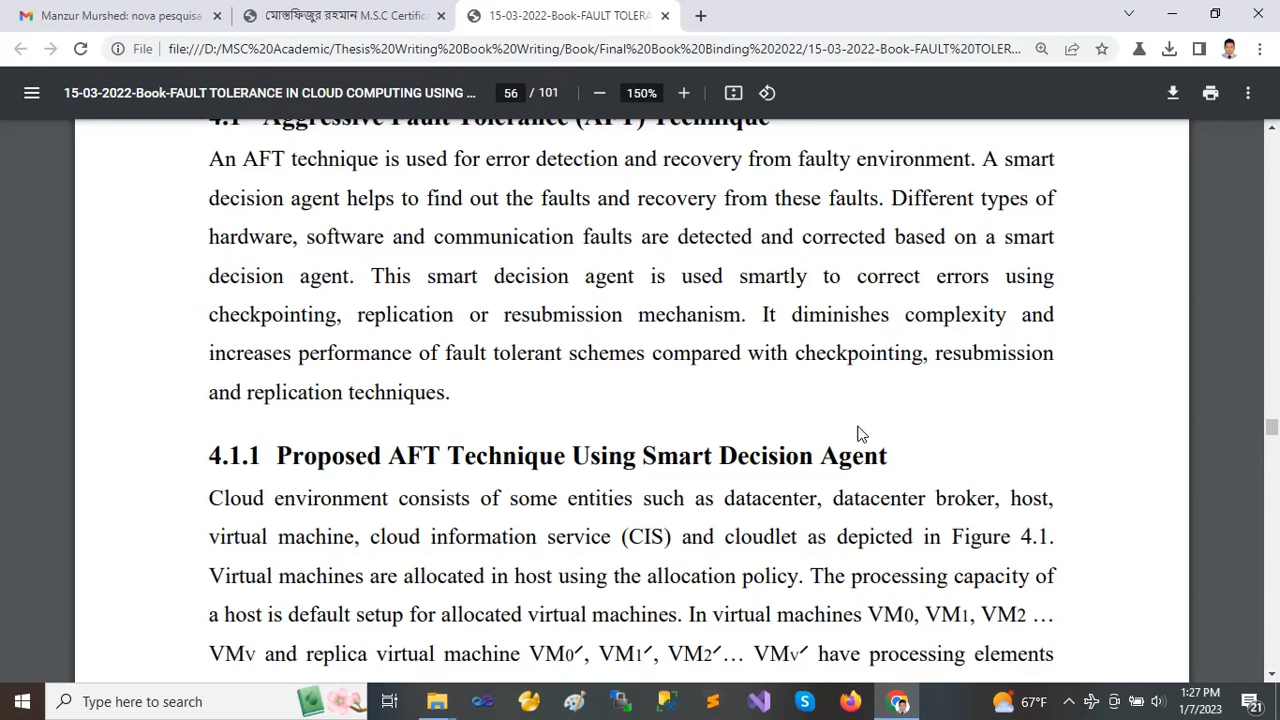 Manzur Murshed: nova pesquisa
মোস্তফিজুর রহমান M.S.C Certific
15-03-2022-Book-FAULT TOLERA
File
file:///D:/MSC%20Academic/Thesis%20Writing%20Book%20Writing/Book/Final%20Book%20Binding%202022/15-03-2022-Book-FAULT%20TOLER...
15-03-2022-Book-FAULT TOLERANCE IN CLOUD COMPUTING USING ...
56 / 101
150%
4.1 Aggressive Fault Tolerance (AFT) Technique
An AFT technique is used for error detection and recovery from faulty environment. A smart
decision agent helps to find out the faults and recovery from these faults. Different types of
hardware, software and communication faults are detected and corrected based on a smart
decision agent. This smart decision agent is used smartly to correct errors using
checkpointing, replication or resubmission mechanism. It diminishes complexity and
increases performance of fault tolerant schemes compared with checkpointing, resubmission
and replication techniques.
4.1.1 Proposed AFT Technique Using Smart Decision Agent
Cloud environment consists of some entities such as datacenter, datacenter broker, host,
virtual machine, cloud information service (CIS) and cloudlet as depicted in Figure 4.1.
Virtual machines are allocated in host using the allocation policy. The processing capacity of
a host is default setup for allocated virtual machines. In virtual machines VM0, VM1, VM2 …
VMV and replica virtual machine VM0′, VM1′, VM2′… VMV′ have processing elements
Type here to search
67°F
1:27 PM
1/7/2023
21